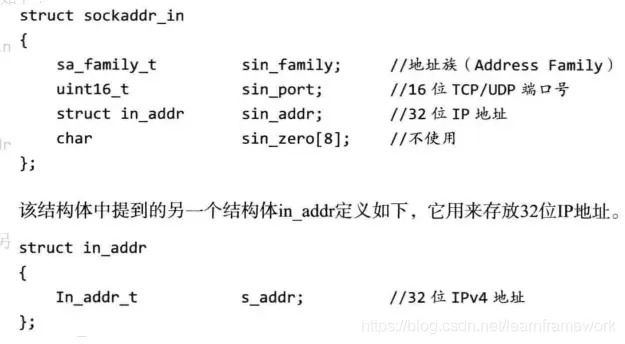 struct sockaddr_in
{
sa_family_t sin_family; //地址族（Address Family）
uint16_t sin_port; //16 位 TCP/UDP 端口号
struct in_addr sin_addr; //32 位 IP 地址
char sin_zero[8]; //不使用
};
该结构体中提到的另一个结构体in_addr定义如下，它用来存放32位IP地址。
struct in_addr
{
In_addr_t s_addr; //32 位 IPv4 地址
};
https://blog.csdn.net/learnframework